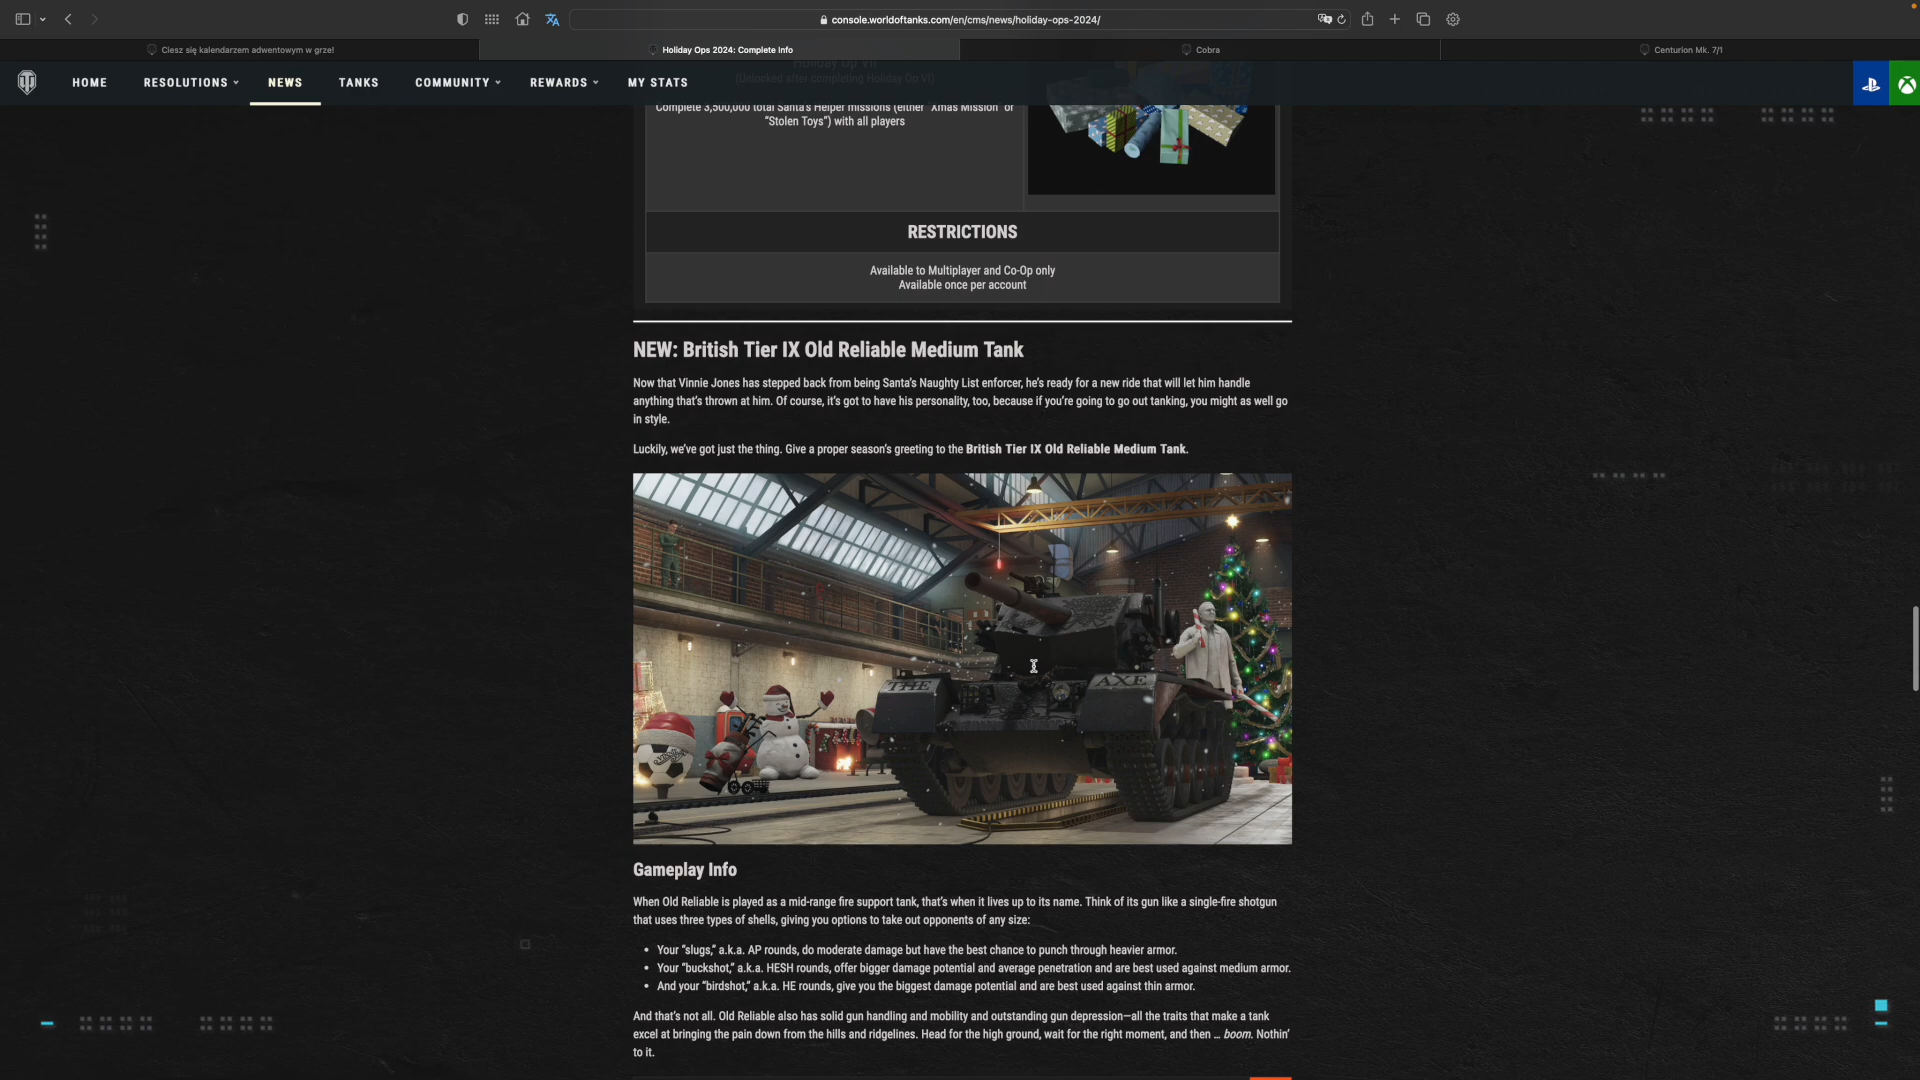 console.worldoftanks.com/en/cms/news/holiday-ops-2024/
Ciesz się kalendarzem adwentowym w grze!
Holiday Ops 2024: Complete Info
Cobra
Centurion Mk. 7/1
HOME
RESOLUTIONS
NEWS
TANKS
COMMUNITY
REWARDS
MY STATS
Holiday Op VII
(Unlocked after completing Holiday Op VI)
Complete 3,500,000 total Santa's Helper missions (either "Xmas Mission" or
"Stolen Toys") with all players
RESTRICTIONS
Available to Multiplayer and Co-Op only
Available once per account
NEW: British Tier IX Old Reliable Medium Tank
Now that Vinnie Jones has stepped back from being Santa's Naughty List enforcer, he's ready for a new ride that will let him handle
anything that's thrown at him. Of course, it's got to have his personality, too, because if you're going to go out tanking, you might as well go
in style.
Luckily, we've got just the thing. Give a proper season's greeting to the British Tier IX Old Reliable Medium Tank.
THE
AXE
Gameplay Info
When Old Reliable is played as a mid-range fire support tank, that's when it lives up to its name. Think of its gun like a single-fire shotgun
that uses three types of shells, giving you options to take out opponents of any size:
• Your "slugs," a.k.a. AP rounds, do moderate damage but have the best chance to punch through heavier armor.
• Your "buckshot," a.k.a. HESH rounds, offer bigger damage potential and average penetration and are best used against medium armor.
• And your "birdshot," a.k.a. HE rounds, give you the biggest damage potential and are best used against thin armor.
And that's not all. Old Reliable also has solid gun handling and mobility and outstanding gun depression—all the traits that make a tank
excel at bringing the pain down from the hills and ridgelines. Head for the high ground, wait for the right moment, and then ... boom. Nothin'
to it.